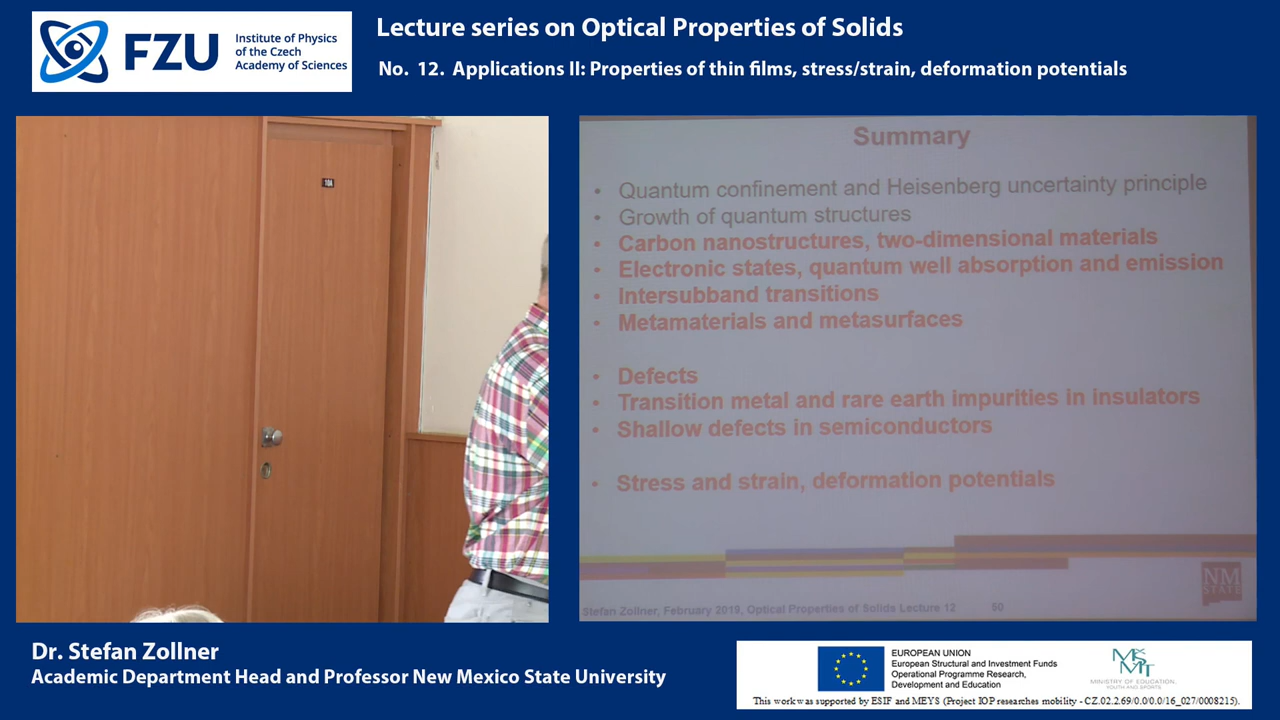 FZU
Institute of Physics
of the Czech
Academy of Sciences
Lecture series on Optical Properties of Solids
No. 12. Applications II: Properties of thin films, stress/strain, deformation potentials
Summary
• Quantum confinement and Heisenberg uncertainty principle
• Growth of quantum structures
• Carbon nanostructures, two-dimensional materials
• Electronic states, quantum well absorption and emission
• Intersubband transitions
• Metamaterials and metasurfaces
• Defects
• Transition metal and rare earth impurities in insulators
• Shallow defects in semiconductors
• Stress and strain, deformation potentials
NM
STATE
Stefan Zollner, February 2019, Optical Properties of Solids Lecture 12 50
Dr. Stefan Zollner
Academic Department Head and Professor New Mexico State University
EUROPEAN UNION
European Structural and Investment Funds
Operational Programme Research,
Development and Education
MINISTRY OF EDUCATION,
YOUTH AND SPORTS
This work was supported by ESIF and MEYS (Project IOP researches mobility - CZ.02.2.69/0.0/0.0/16_027/0008215).